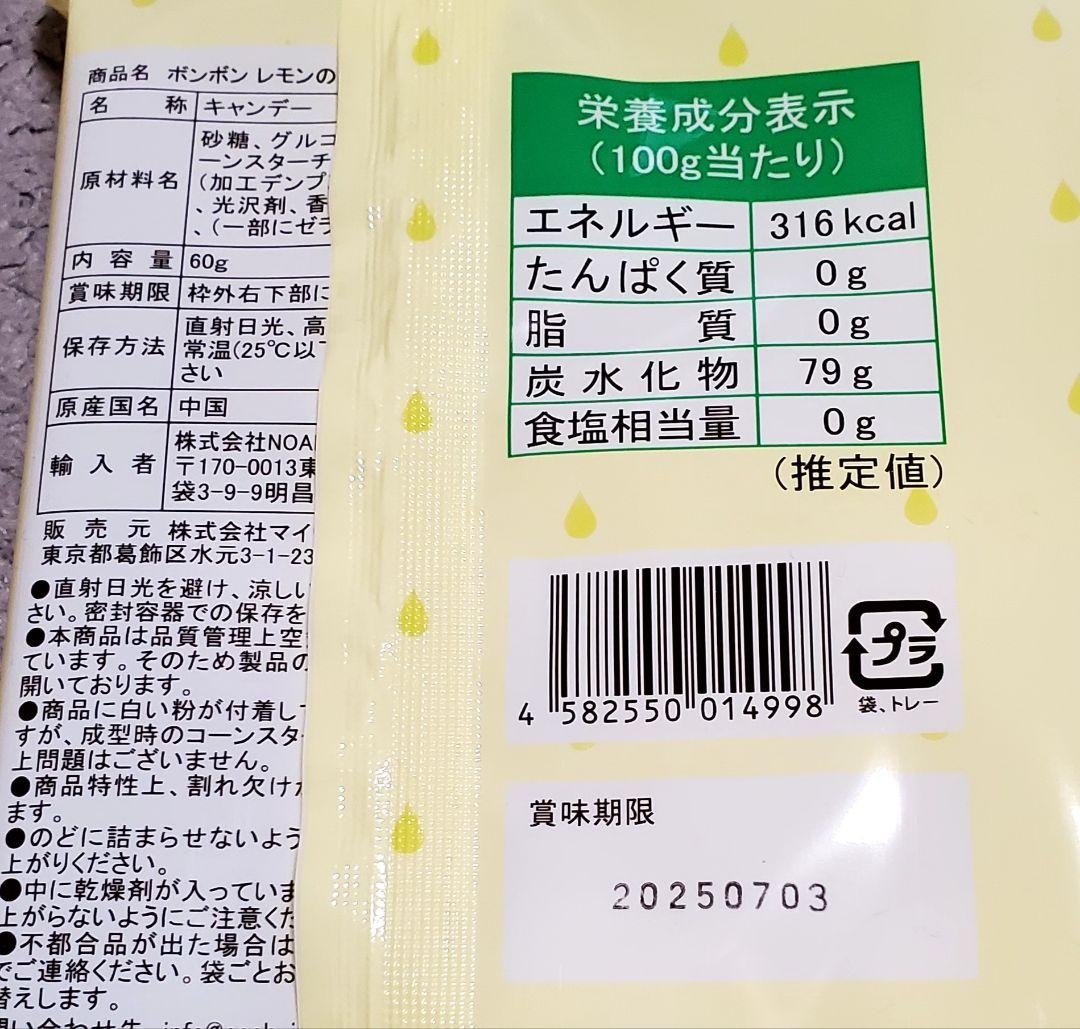 商品名 ボンボン レモンの
名 称 キャンデー
原材料名
砂糖、グルコ
ーンスターチ
(加工デンプ
、光沢剤、香
、(一部にゼラ
内容量 60g
賞味期限 枠外右下部に
保存方法
直射日光、高
常温(25℃以下
さい
原産国名 中国
輸入者
株式会社NOA
〒170-0013東
袋3-9-9明昌
販売元 株式会社マイ
東京都葛飾区水元3-1-23
●直射日光を避け、涼しい
さい。密封容器での保存を
●本商品は品質管理上空
ています。そのため製品の
開いております。
●商品に白い粉が付着し
すが、成型時のコーンスタ
上問題はございません。
●商品特性上、割れ欠けが
ます。
●のどに詰まらせないよう
上がりください。
●中に乾燥剤が入っていま
上がらないようにご注意くた
●不都合品が出た場合は
でご連絡ください。袋ごとお
替えします。
栄養成分表示
(100g当たり)
エネルギー 316kcal
たんぱく質 0g
脂質 0g
炭水化物 79g
食塩相当量 0g
(推定値)
4 582550 014998
プラ
袋、トレー
賞味期限
20250703